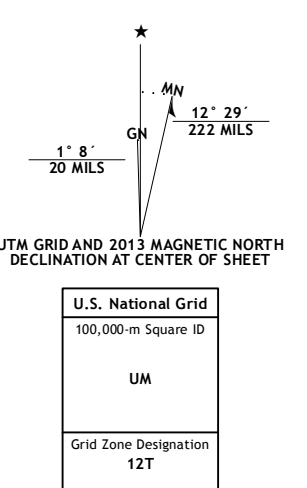 MN
12° 29´
222 MILS
GN
1° 8´
20 MILS
UTM GRID AND 2013 MAGNETIC NORTH
DECLINATION AT CENTER OF SHEET
U.S. National Grid
100,000-m Square ID
UM
Grid Zone Designation
12T